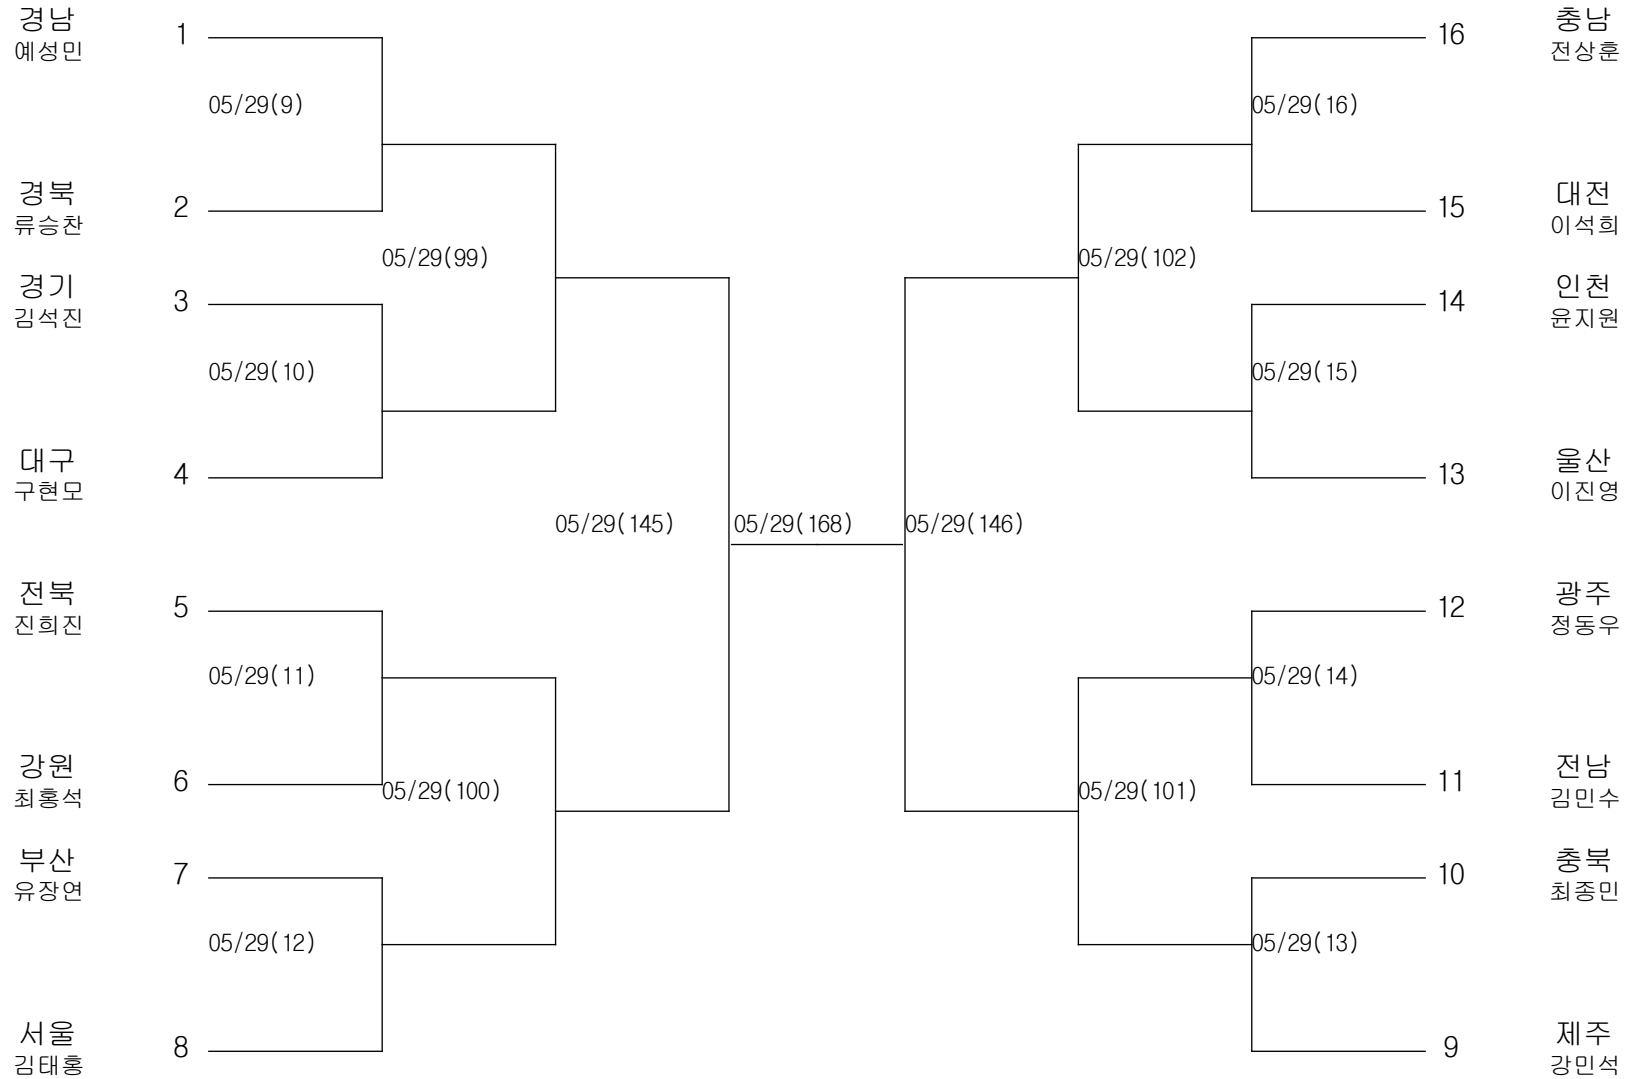 경남
예성민
1
05/29(9)
경북
류승찬
2
05/29(99)
경기
김석진
3
05/29(10)
대구
구현모
4
05/29(145)
전북
진희진
5
05/29(11)
강원
최홍석
6
05/29(100)
부산
유장연
7
05/29(12)
서울
김태홍
8
05/29(168)
16
충남
전상훈
05/29(16)
15
대전
이석희
05/29(102)
14
인천
윤지원
05/29(15)
13
울산
이진영
05/29(146)
12
광주
정동우
05/29(14)
11
전남
김민수
05/29(101)
10
충북
최종민
05/29(13)
9
제주
강민석